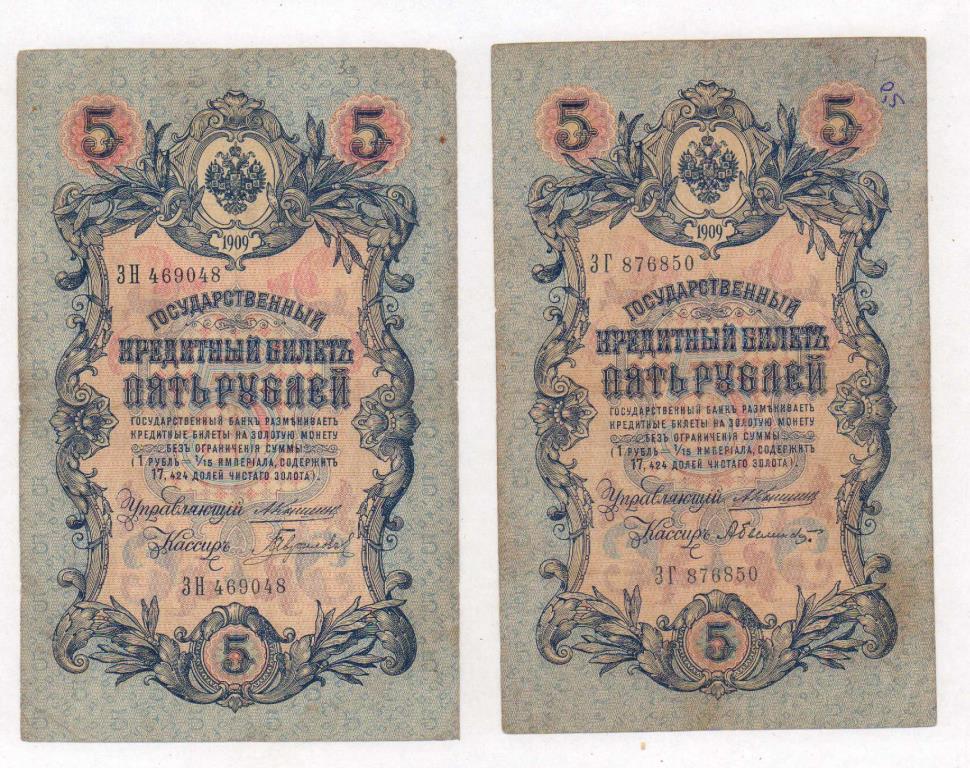 5 5
1909
ЗН 469048
ГОСУДАРСТВЕННЫЙ
КРЕДИТНЫЙ БИЛЕТЪ
ПЯТЬ РУБЛЕЙ
ГОСУДАРСТВЕННЫЙ БАНКЪ РАЗМѢНИВАЕТЪ
КРЕДИТНЫЕ БИЛЕТЫ НА ЗОЛОТУЮ МОНЕТУ
БЕЗЪ ОГРАНИЧЕНІЯ СУММЫ
(1 РУБЛЬ = 1/15 ИМПЕРІАЛА, СОДЕРЖИТЪ
17,424 ДОЛЕЙ ЧИСТАГО ЗОЛОТА).
Управляющій
Кассиръ
ЗН 469048
5
5 5
0,5
1909
ЗГ 876850
ГОСУДАРСТВЕННЫЙ
КРЕДИТНЫЙ БИЛЕТЪ
ПЯТЬ РУБЛЕЙ
ГОСУДАРСТВЕННЫЙ БАНКЪ РАЗМѢНИВАЕТЪ
КРЕДИТНЫЕ БИЛЕТЫ НА ЗОЛОТУЮ МОНЕТУ
БЕЗЪ ОГРАНИЧЕНІЯ СУММЫ
(1 РУБЛЬ = 1/15 ИМПЕРІАЛА, СОДЕРЖИТЪ
17,424 ДОЛЕЙ ЧИСТАГО ЗОЛОТА).
Управляющій
Кассиръ
ЗГ 876850
5